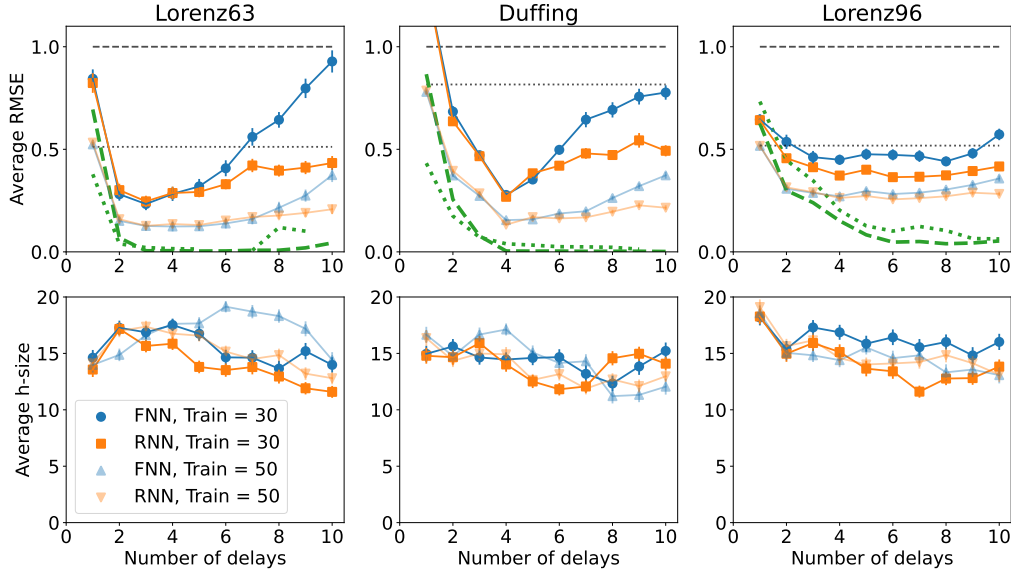 Lorenz63 Duffing Lorenz96
Average RMSE
1.0 0.5 0.0
0 2 4 6 8 10
1.0 0.5 0.0
0 2 4 6 8 10
1.0 0.5 0.0
0 2 4 6 8 10
Average h-size
20 15 10 5 0
FNN, Train = 30
RNN, Train = 30
FNN, Train = 50
RNN, Train = 50
0 2 4 6 8 10
Number of delays
20 15 10 5 0
0 2 4 6 8 10
Number of delays
20 15 10 5 0
0 2 4 6 8 10
Number of delays